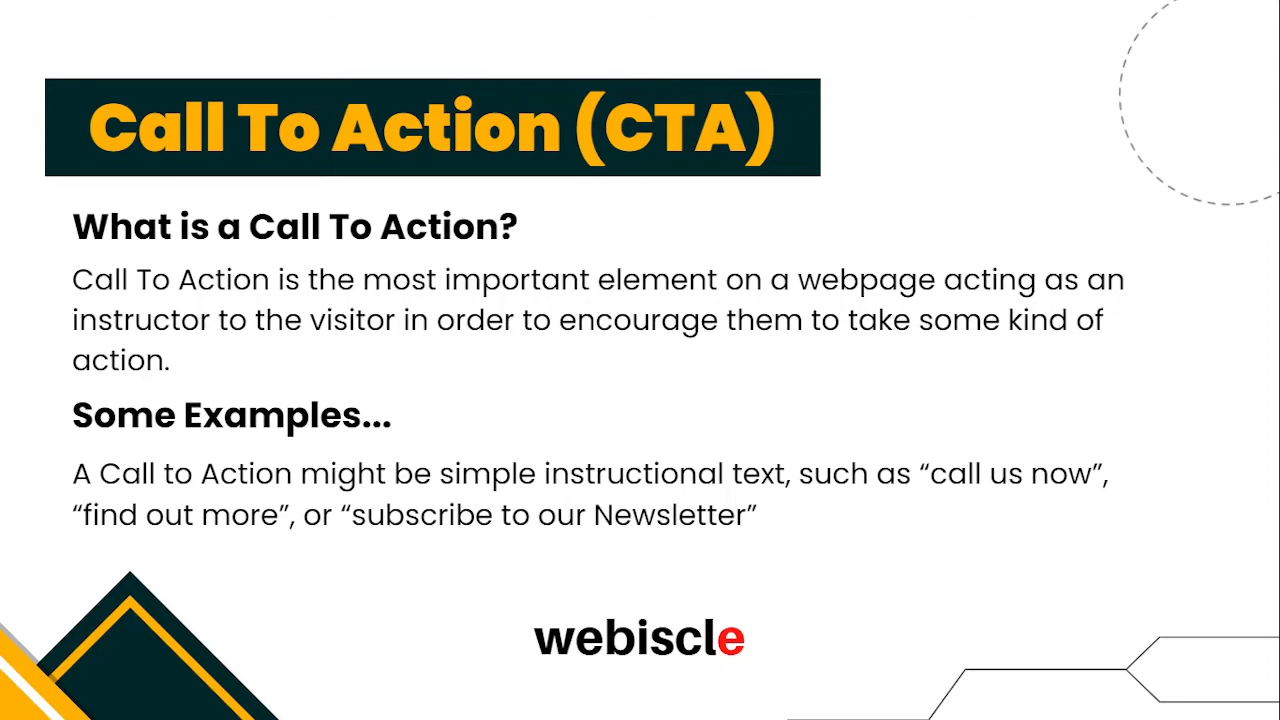 Call To Action (CTA)
What is a Call To Action?
Call To Action is the most important element on a webpage acting as an
instructor to the visitor in order to encourage them to take some kind of
action.
Some Examples...
A Call to Action might be simple instructional text, such as “call us now”,
“find out more”, or “subscribe to our Newsletter”
webiscle